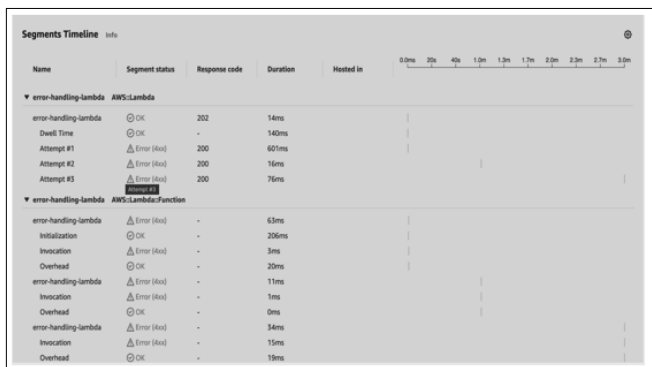 Segments Timeline Info
Name Segment status Response code Duration Hosted in 0.0ms 20s 40s 1.0m 1.3m 1.7m 2.0m 2.3m 2.7m 3.0m
▼ error-handling-lambda AWS::Lambda
error-handling-lambda OK 202 14ms
Dwell Time OK - 140ms
Attempt #1 Error (4xx) 200 601ms
Attempt #2 Error (4xx) 200 16ms
Attempt #3 Error (4xx) 200 76ms
Attempt #3
▼ error-handling-lambda AWS::Lambda::Function
error-handling-lambda Error (4xx) - 63ms
Initialization OK - 206ms
Invocation Error (4xx) - 3ms
Overhead OK - 20ms
error-handling-lambda Error (4xx) - 11ms
Invocation Error (4xx) - 1ms
Overhead OK - 0ms
error-handling-lambda Error (4xx) - 34ms
Invocation Error (4xx) - 15ms
Overhead OK - 19ms